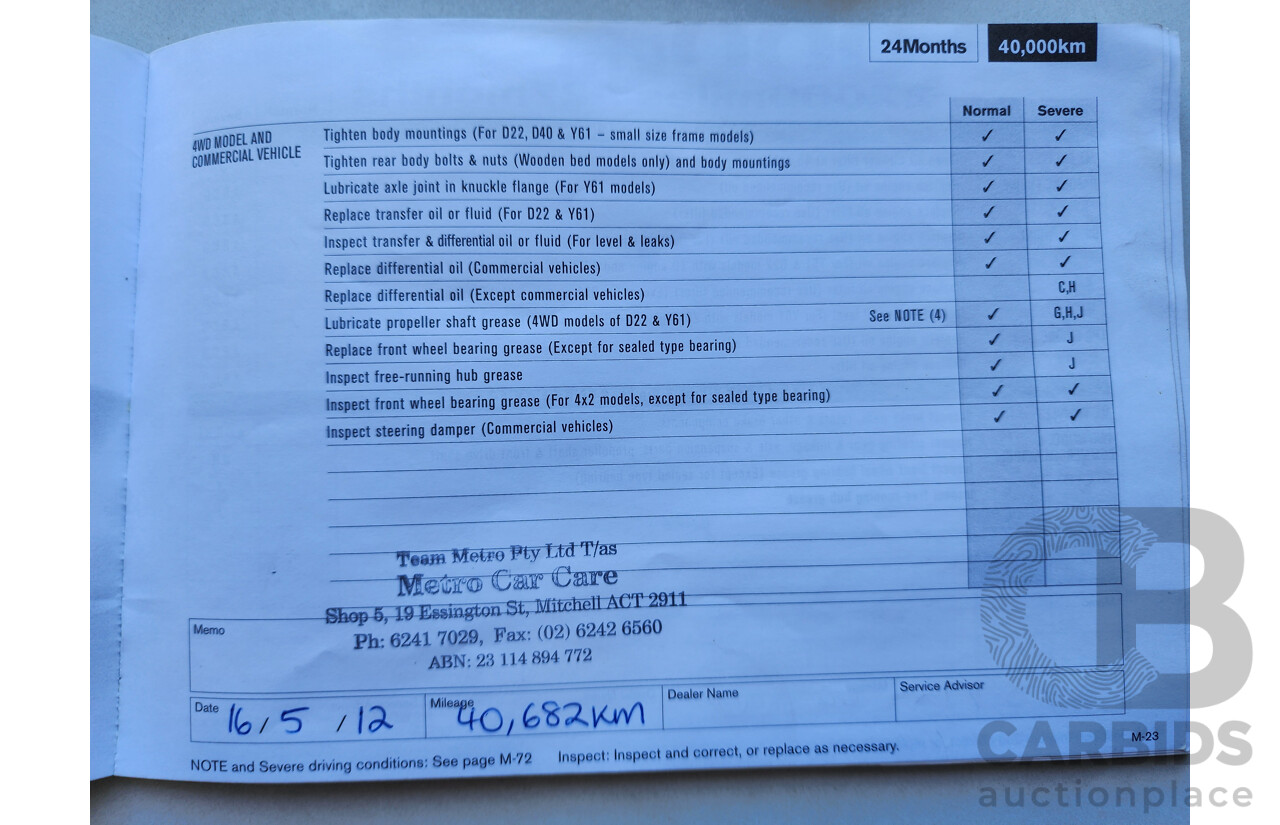 24Months 40,000km
Normal Severe
4WD MODEL AND
COMMERCIAL VEHICLE
Tighten body mountings (For D22, D40 & Y61 – small size frame models) ✓ ✓
Tighten rear body bolts & nuts (Wooden bed models only) and body mountings ✓ ✓
Lubricate axle joint in knuckle flange (For Y61 models) ✓ ✓
Replace transfer oil or fluid (For D22 & Y61) ✓ ✓
Inspect transfer & differential oil or fluid (For level & leaks) ✓ ✓
Replace differential oil (Commercial vehicles) ✓ ✓
Replace differential oil (Except commercial vehicles) C,H
Lubricate propeller shaft grease (4WD models of D22 & Y61) See NOTE (4) ✓ G,H,J
Replace front wheel bearing grease (Except for sealed type bearing) ✓ J
Inspect free-running hub grease ✓ J
Inspect front wheel bearing grease (For 4x2 models, except for sealed type bearing) ✓ ✓
Inspect steering damper (Commercial vehicles) ✓ ✓
Team Metro Pty Ltd T/as
Metro Car Care
Shop 5, 19 Essington St, Mitchell ACT 2911
Ph: 6241 7029, Fax: (02) 6242 6560
ABN: 23 114 894 772
Memo
Date 16/5/12 Mileage 40,682KM Dealer Name Service Advisor
NOTE and Severe driving conditions: See page M-72 Inspect: Inspect and correct, or replace as necessary.
M-23
CARBIDS
auctionplace